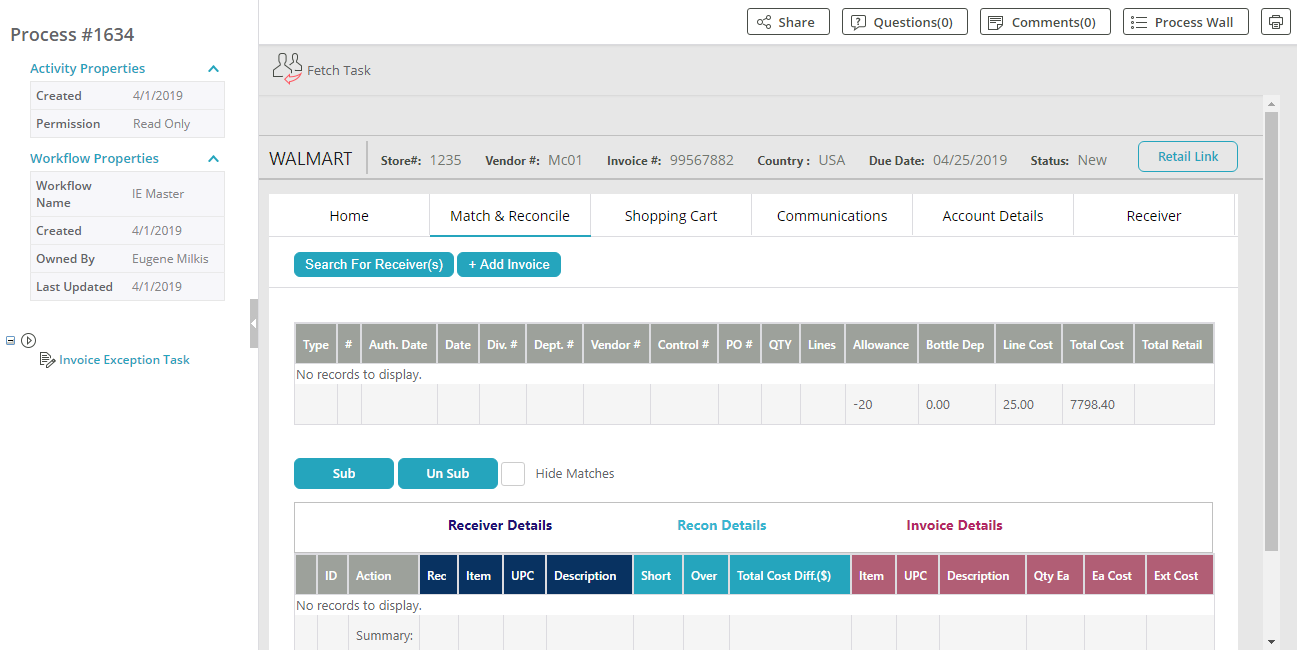 Process #1634
Activity Properties
Created 4/1/2019
Permission Read Only
Workflow Properties
Workflow Name IE Master
Created 4/1/2019
Owned By Eugene Milkis
Last Updated 4/1/2019
Invoice Exception Task
Share Questions(0) Comments(0) Process Wall
Fetch Task
WALMART Store#: 1235 Vendor #: Mc01 Invoice #: 99567882 Country : USA Due Date: 04/25/2019 Status: New Retail Link
Home Match & Reconcile Shopping Cart Communications Account Details Receiver
Search For Receiver(s) + Add Invoice
Type # Auth. Date Date Div. # Dept. # Vendor # Control # PO # QTY Lines Allowance Bottle Dep Line Cost Total Cost Total Retail
No records to display.
-20 0.00 25.00 7798.40
Sub Un Sub Hide Matches
Receiver Details Recon Details Invoice Details
ID Action Rec Item UPC Description Short Over Total Cost Diff.($) Item UPC Description Qty Ea Ea Cost Ext Cost
No records to display.
Summary: